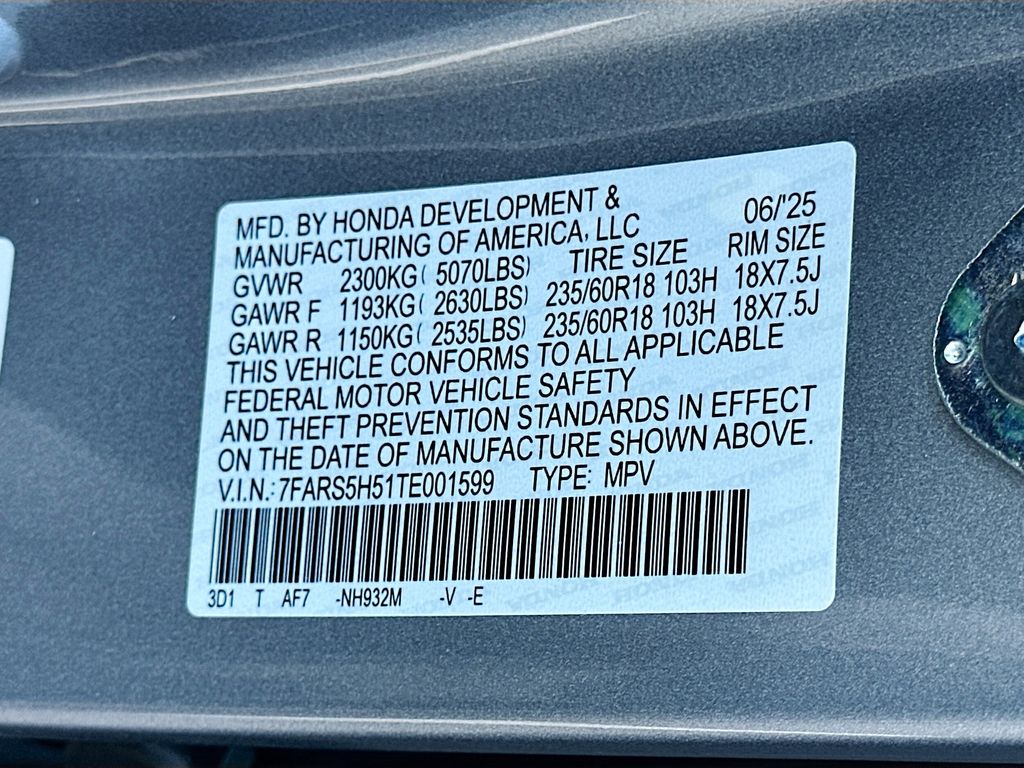 MFD. BY HONDA DEVELOPMENT & 06/'25
MANUFACTURING OF AMERICA, LLC
GVWR 2300KG( 5070LBS) TIRE SIZE RIM SIZE
GAWR F 1193KG( 2630LBS) 235/60R18 103H 18X7.5J
GAWR R 1150KG( 2535LBS) 235/60R18 103H 18X7.5J
THIS VEHICLE CONFORMS TO ALL APPLICABLE
FEDERAL MOTOR VEHICLE SAFETY
AND THEFT PREVENTION STANDARDS IN EFFECT
ON THE DATE OF MANUFACTURE SHOWN ABOVE.
V.I.N.: 7FARS5H51TE001599 TYPE: MPV
3D1 T AF7 -NH932M -V -E